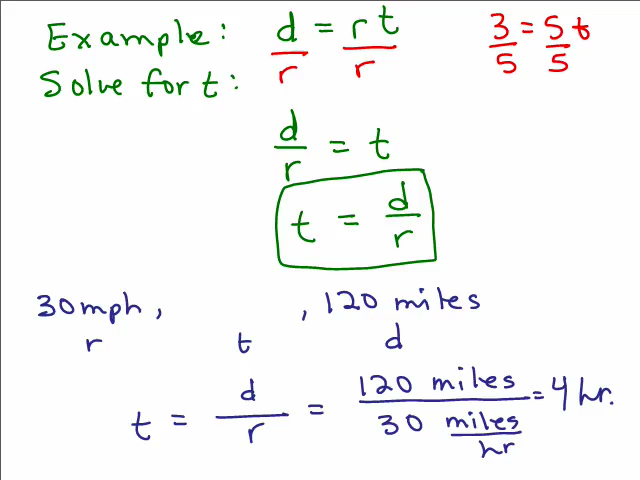 Example: d/r = rt/r 3/5 = 5t/5
Solve for t:
d/r = t
t = d/r
30mph, , 120 miles
r t d
t = d/r = 120 miles / 30 miles/hr = 4 hr.